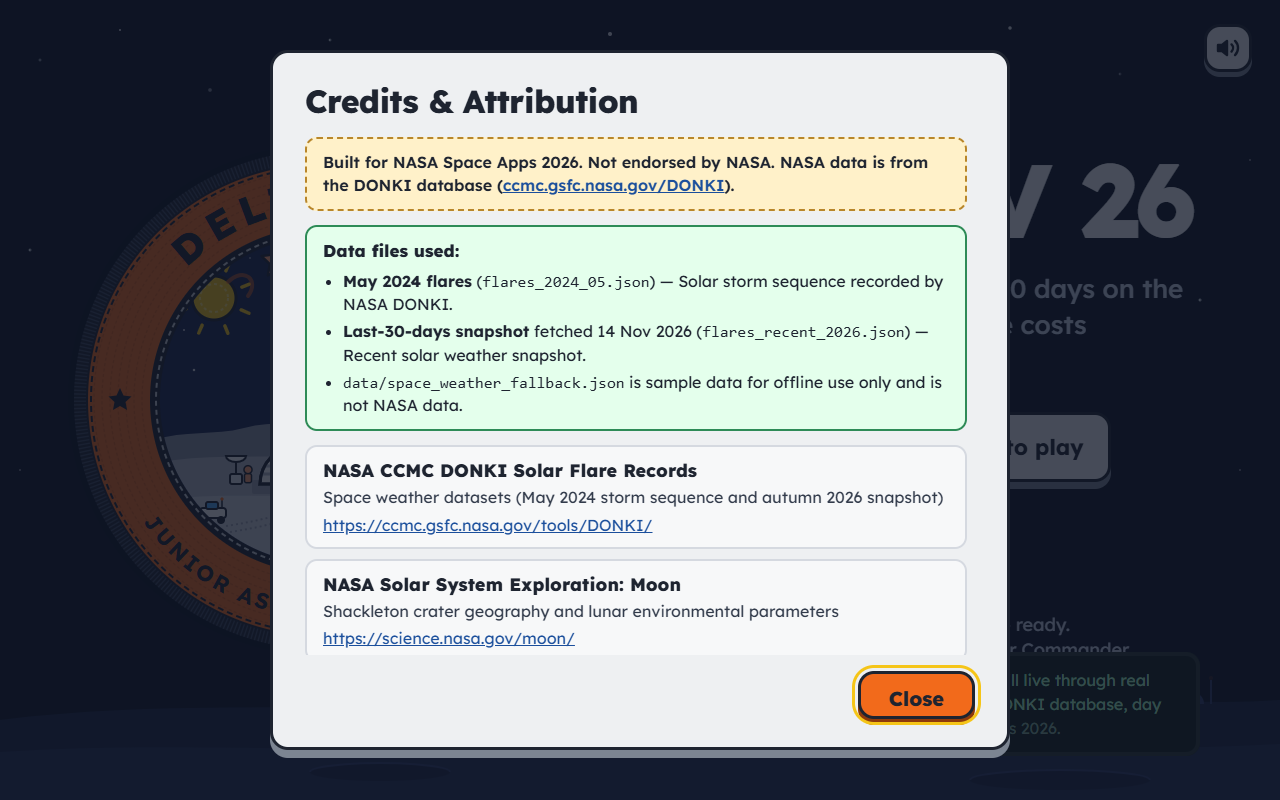 Credits & Attribution
Built for NASA Space Apps 2026. Not endorsed by NASA. NASA data is from
the DONKI database (ccmc.gsfc.nasa.gov/DONKI).
Data files used:
• May 2024 flares (flares_2024_05.json) — Solar storm sequence recorded by
NASA DONKI.
• Last-30-days snapshot fetched 14 Nov 2026 (flares_recent_2026.json) —
Recent solar weather snapshot.
• data/space_weather_fallback.json is sample data for offline use only and is
not NASA data.
NASA CCMC DONKI Solar Flare Records
Space weather datasets (May 2024 storm sequence and autumn 2026 snapshot)
https://ccmc.gsfc.nasa.gov/tools/DONKI/
NASA Solar System Exploration: Moon
Shackleton crater geography and lunar environmental parameters
https://science.nasa.gov/moon/
Close
JUNIOR
26
0 days on the
costs
to play
ready.
Commander
live through real
database, day
2026.